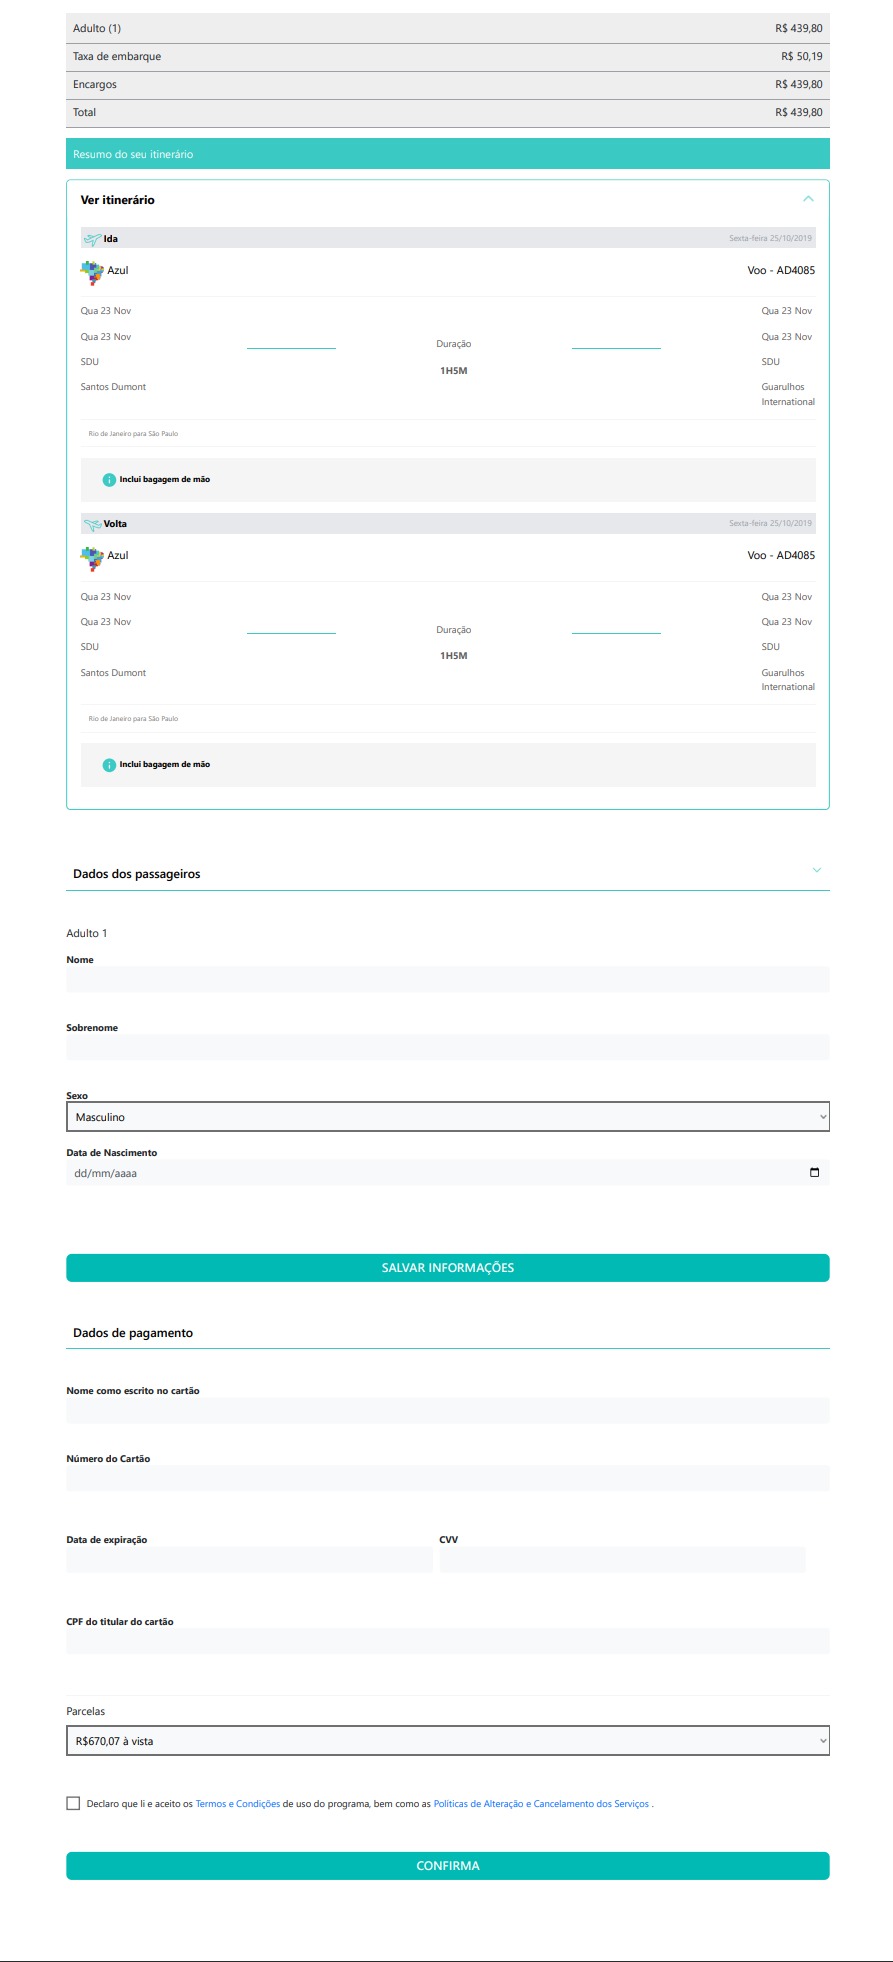 Adulto (1) R$ 439,80
Taxa de embarque R$ 50,19
Encargos R$ 439,80
Total R$ 439,80
Resumo do seu itinerário
Ver itinerário
Ida Sexta-feira 25/10/2019
Azul Voo - AD4085
Qua 23 Nov Qua 23 Nov
Qua 23 Nov Qua 23 Nov
Duração
SDU SDU
1H5M
Santos Dumont Guarulhos
International
Rio de Janeiro para São Paulo
Inclui bagagem de mão
Volta Sexta-feira 25/10/2019
Azul Voo - AD4085
Qua 23 Nov Qua 23 Nov
Qua 23 Nov Qua 23 Nov
Duração
SDU SDU
1H5M
Santos Dumont Guarulhos
International
Rio de Janeiro para São Paulo
Inclui bagagem de mão
Dados dos passageiros
Adulto 1
Nome
Sobrenome
Sexo
Masculino
Data de Nascimento
dd/mm/aaaa
SALVAR INFORMAÇÕES
Dados de pagamento
Nome como escrito no cartão
Número do Cartão
Data de expiração CVV
CPF do titular do cartão
Parcelas
R$670,07 à vista
Declaro que li e aceito os Termos e Condições de uso do programa, bem como as Políticas de Alteração e Cancelamento dos Serviços .
CONFIRMA